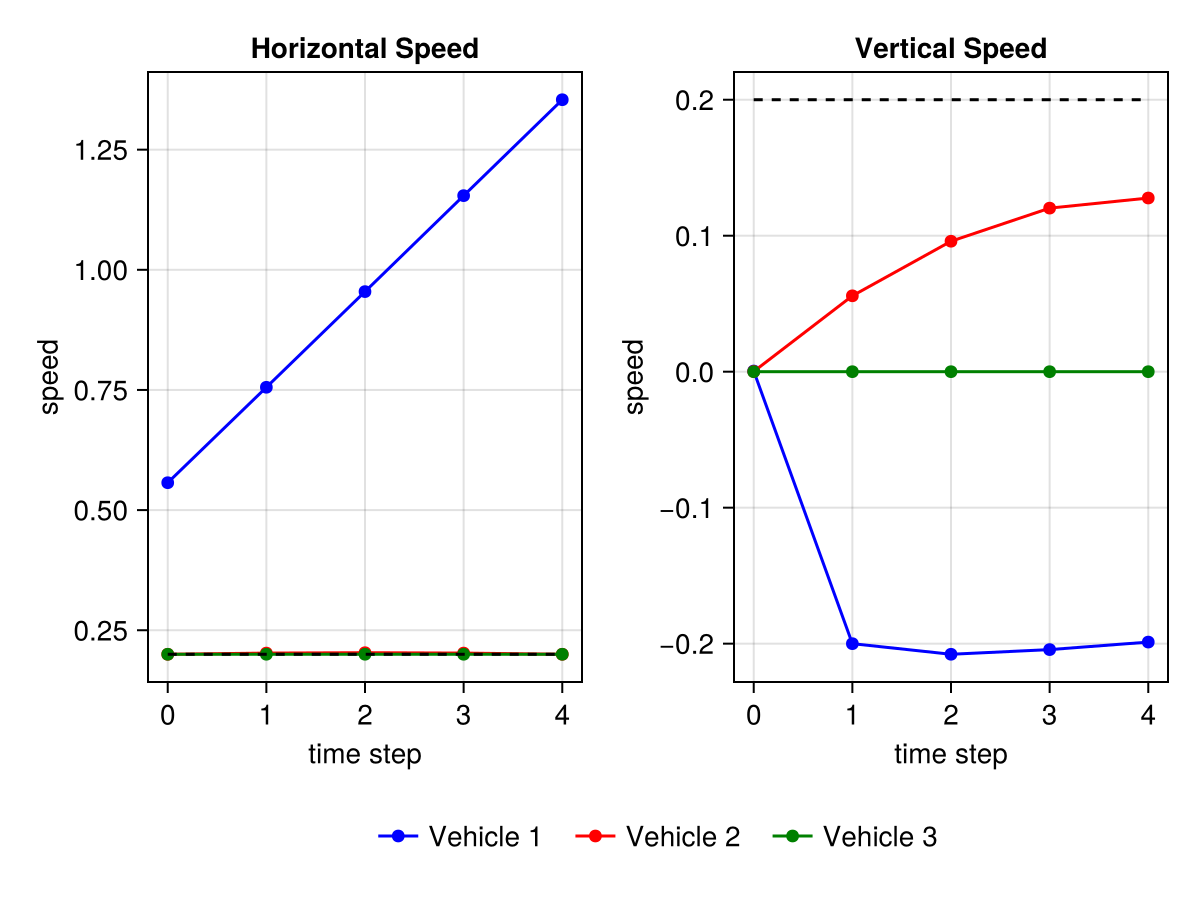 Horizontal Speed
1.25
1.00
0.75
0.50
0.25
speed
0 1 2 3 4
time step
Vertical Speed
0.2
0.1
0.0
−0.1
−0.2
speed
0 1 2 3 4
time step
Vehicle 1 Vehicle 2 Vehicle 3